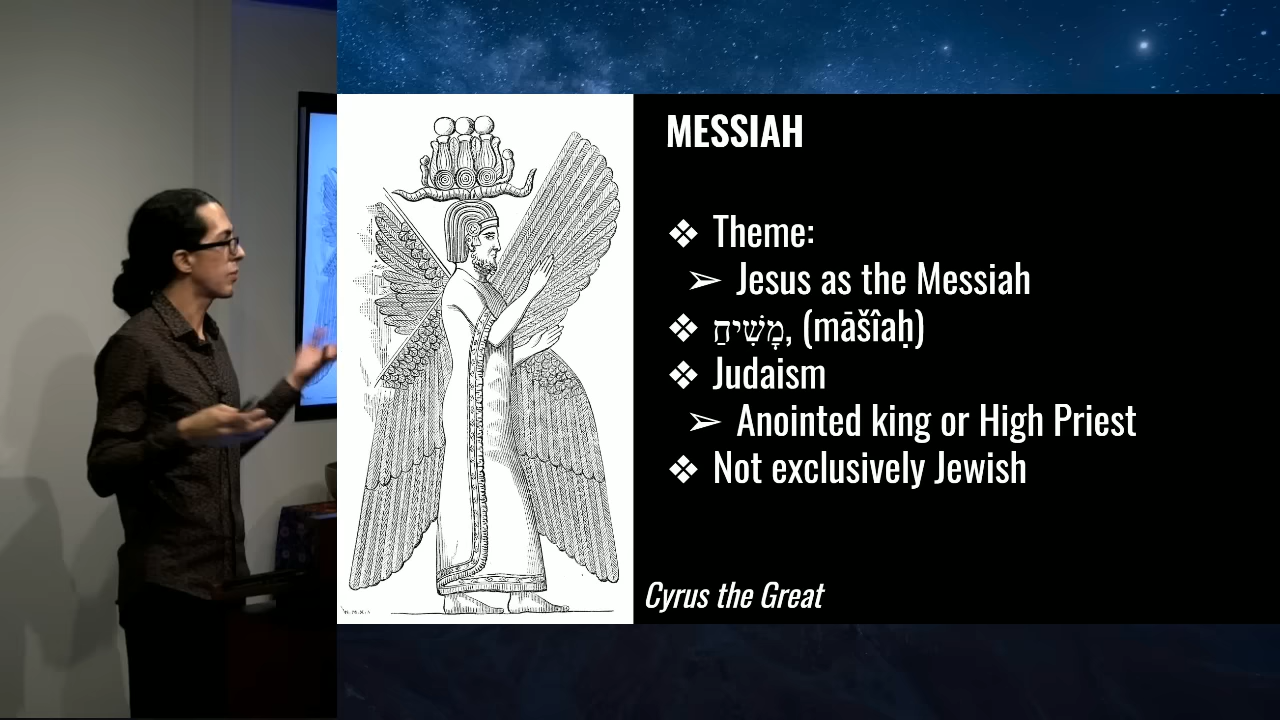 MESSIAH
❖ Theme:
➢ Jesus as the Messiah
❖ מָשִׁיחַ, (māšîaḥ)
❖ Judaism
➢ Anointed king or High Priest
❖ Not exclusively Jewish
Cyrus the Great